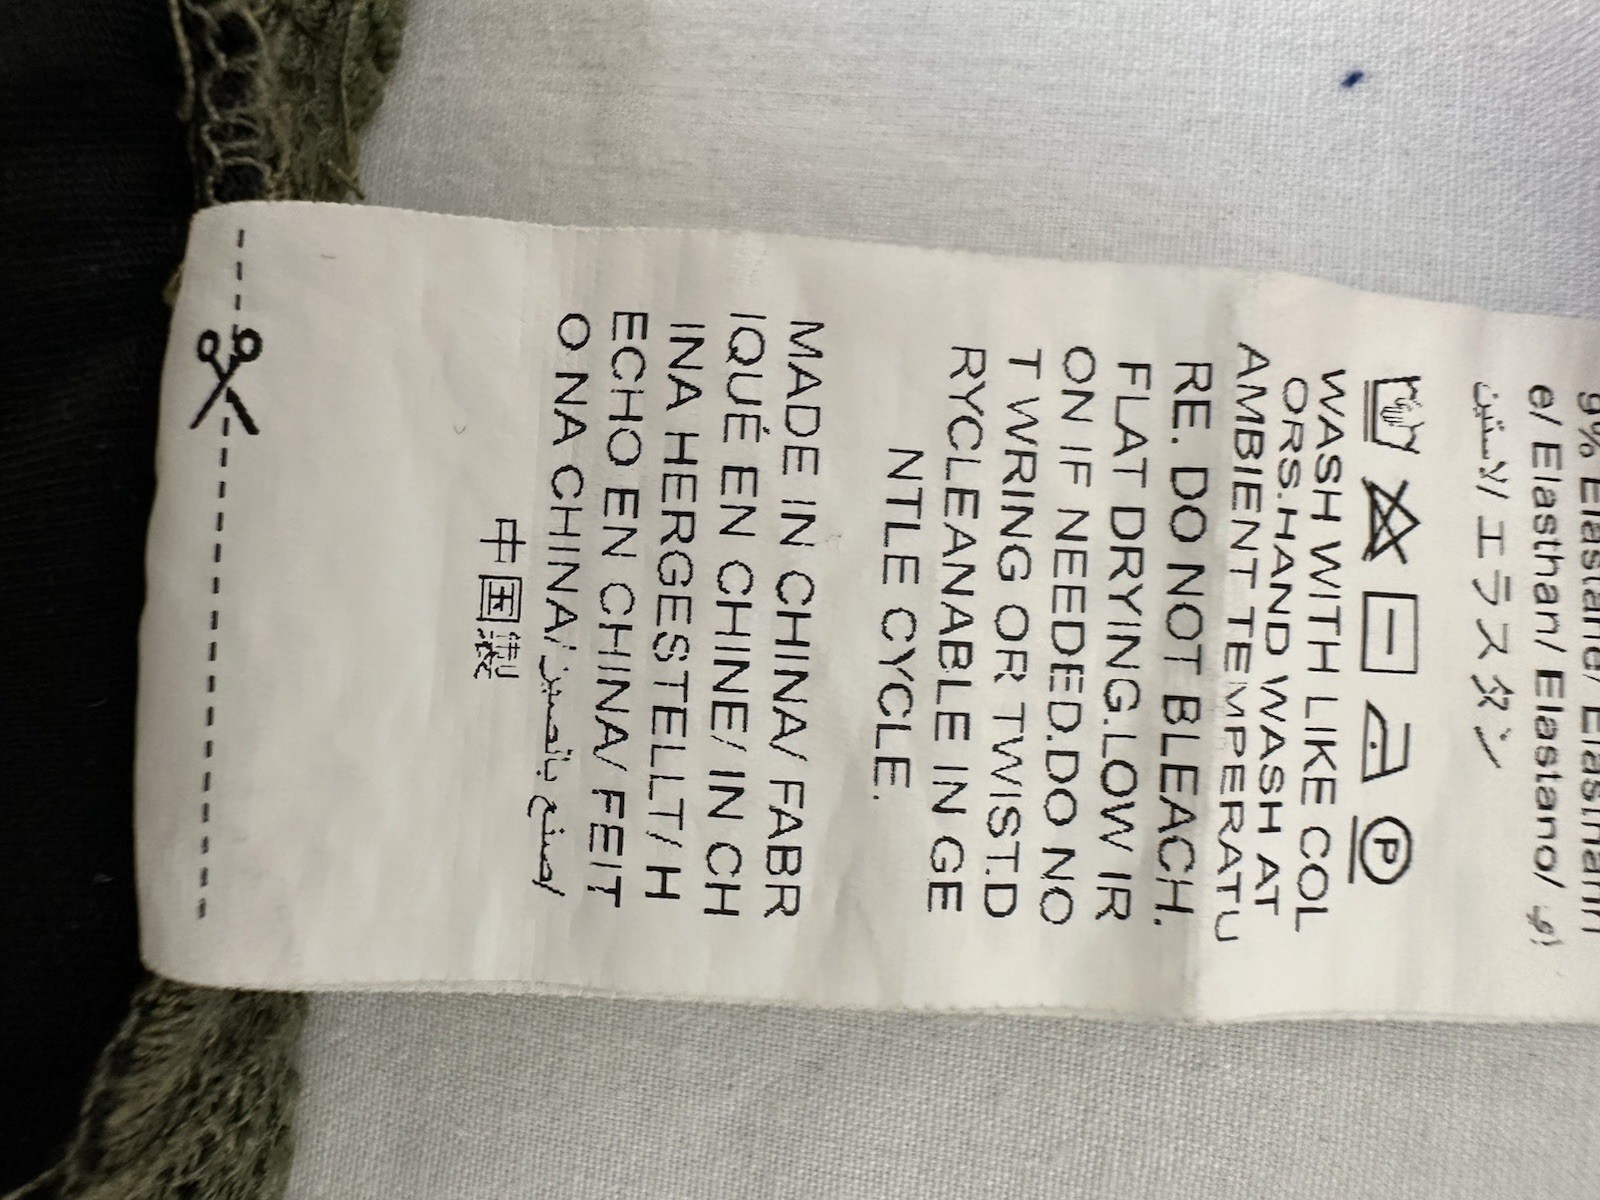 9% Elastane/ Elasthann
e/ Elasthan/ Elastano/
لاستين/ エラスタン
WASH WITH LIKE COL
ORS.HAND WASH AT
AMBIENT TEMPERATU
RE. DO NOT BLEACH.
FLAT DRYING.LOW IR
ON IF NEEDED.DO NO
T WRING OR TWIST.D
RYCLEANABLE IN GE
NTLE CYCLE.
MADE IN CHINA/ FABR
IQUÉ EN CHINE/ IN CH
INA HERGESTELLT/ H
ECHO EN CHINA/ FEIT
O NA CHINA/ صنع بالصين/
中国製